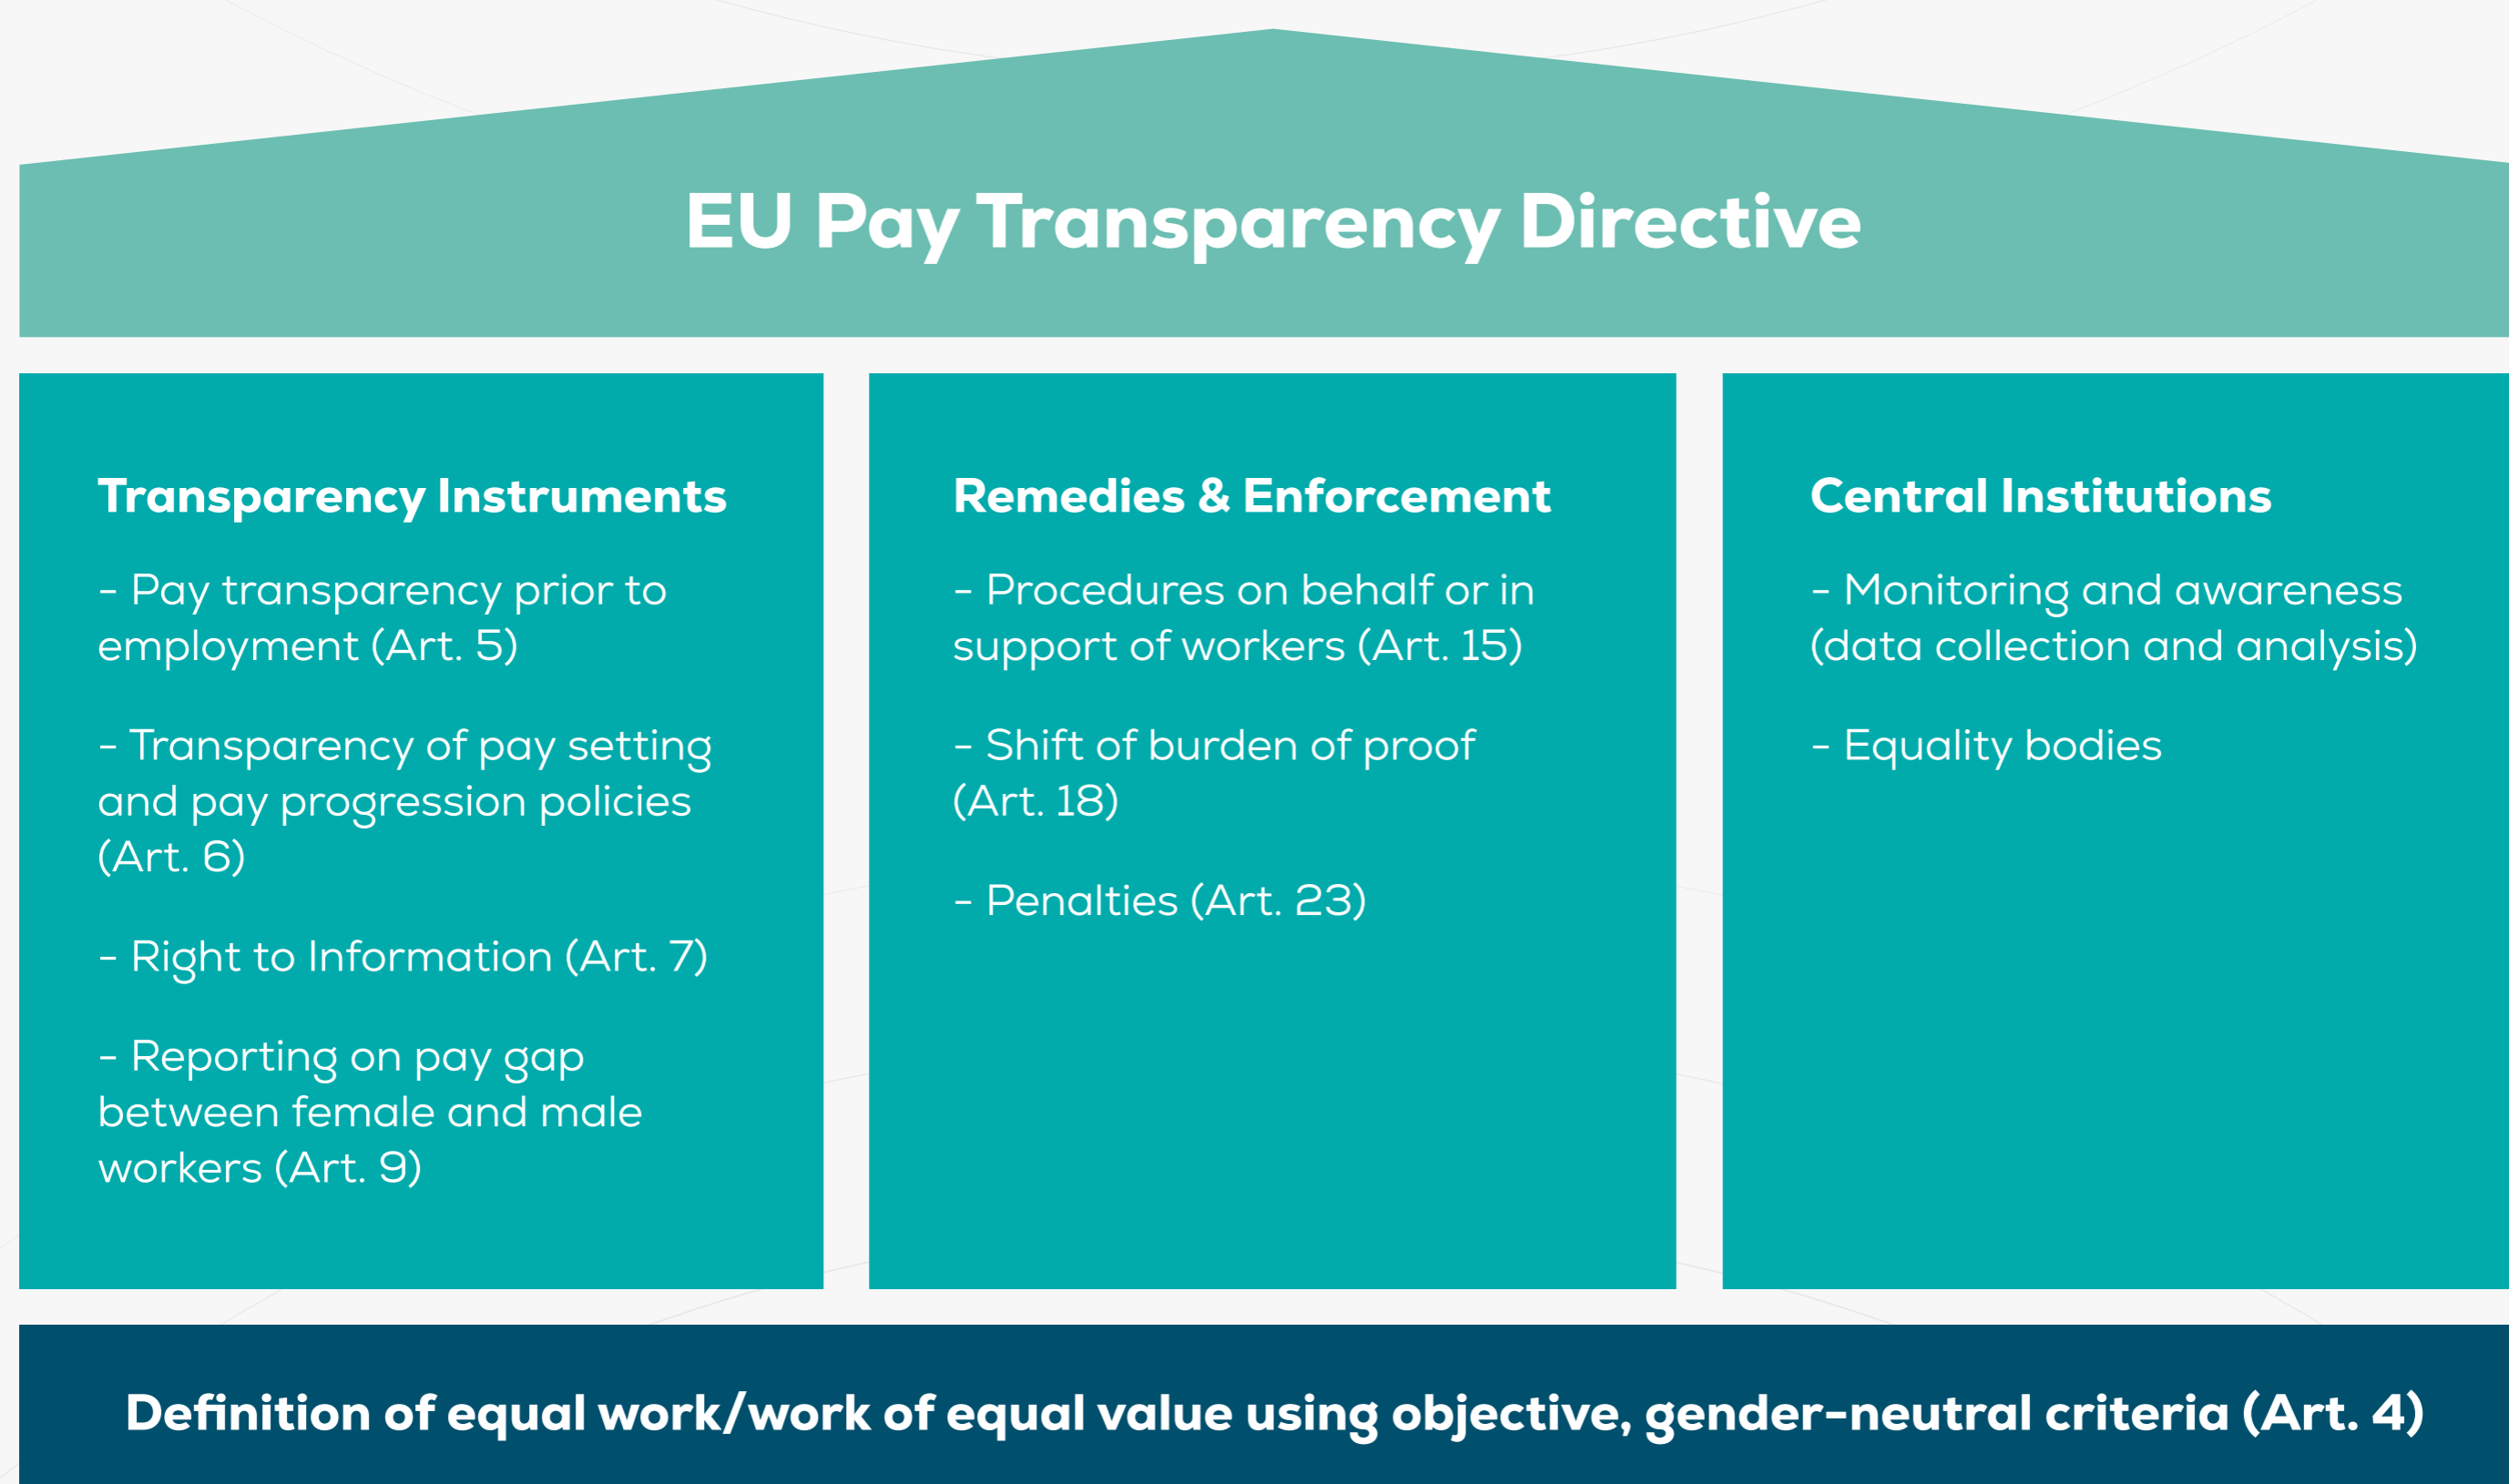 EU Pay Transparency Directive
Transparency Instruments
- Pay transparency prior to
employment (Art. 5)
- Transparency of pay setting
and pay progression policies
(Art. 6)
- Right to Information (Art. 7)
- Reporting on pay gap
between female and male
workers (Art. 9)
Remedies & Enforcement
- Procedures on behalf or in
support of workers (Art. 15)
- Shift of burden of proof
(Art. 18)
- Penalties (Art. 23)
Central Institutions
- Monitoring and awareness
(data collection and analysis)
- Equality bodies
Definition of equal work/work of equal value using objective, gender-neutral criteria (Art. 4)